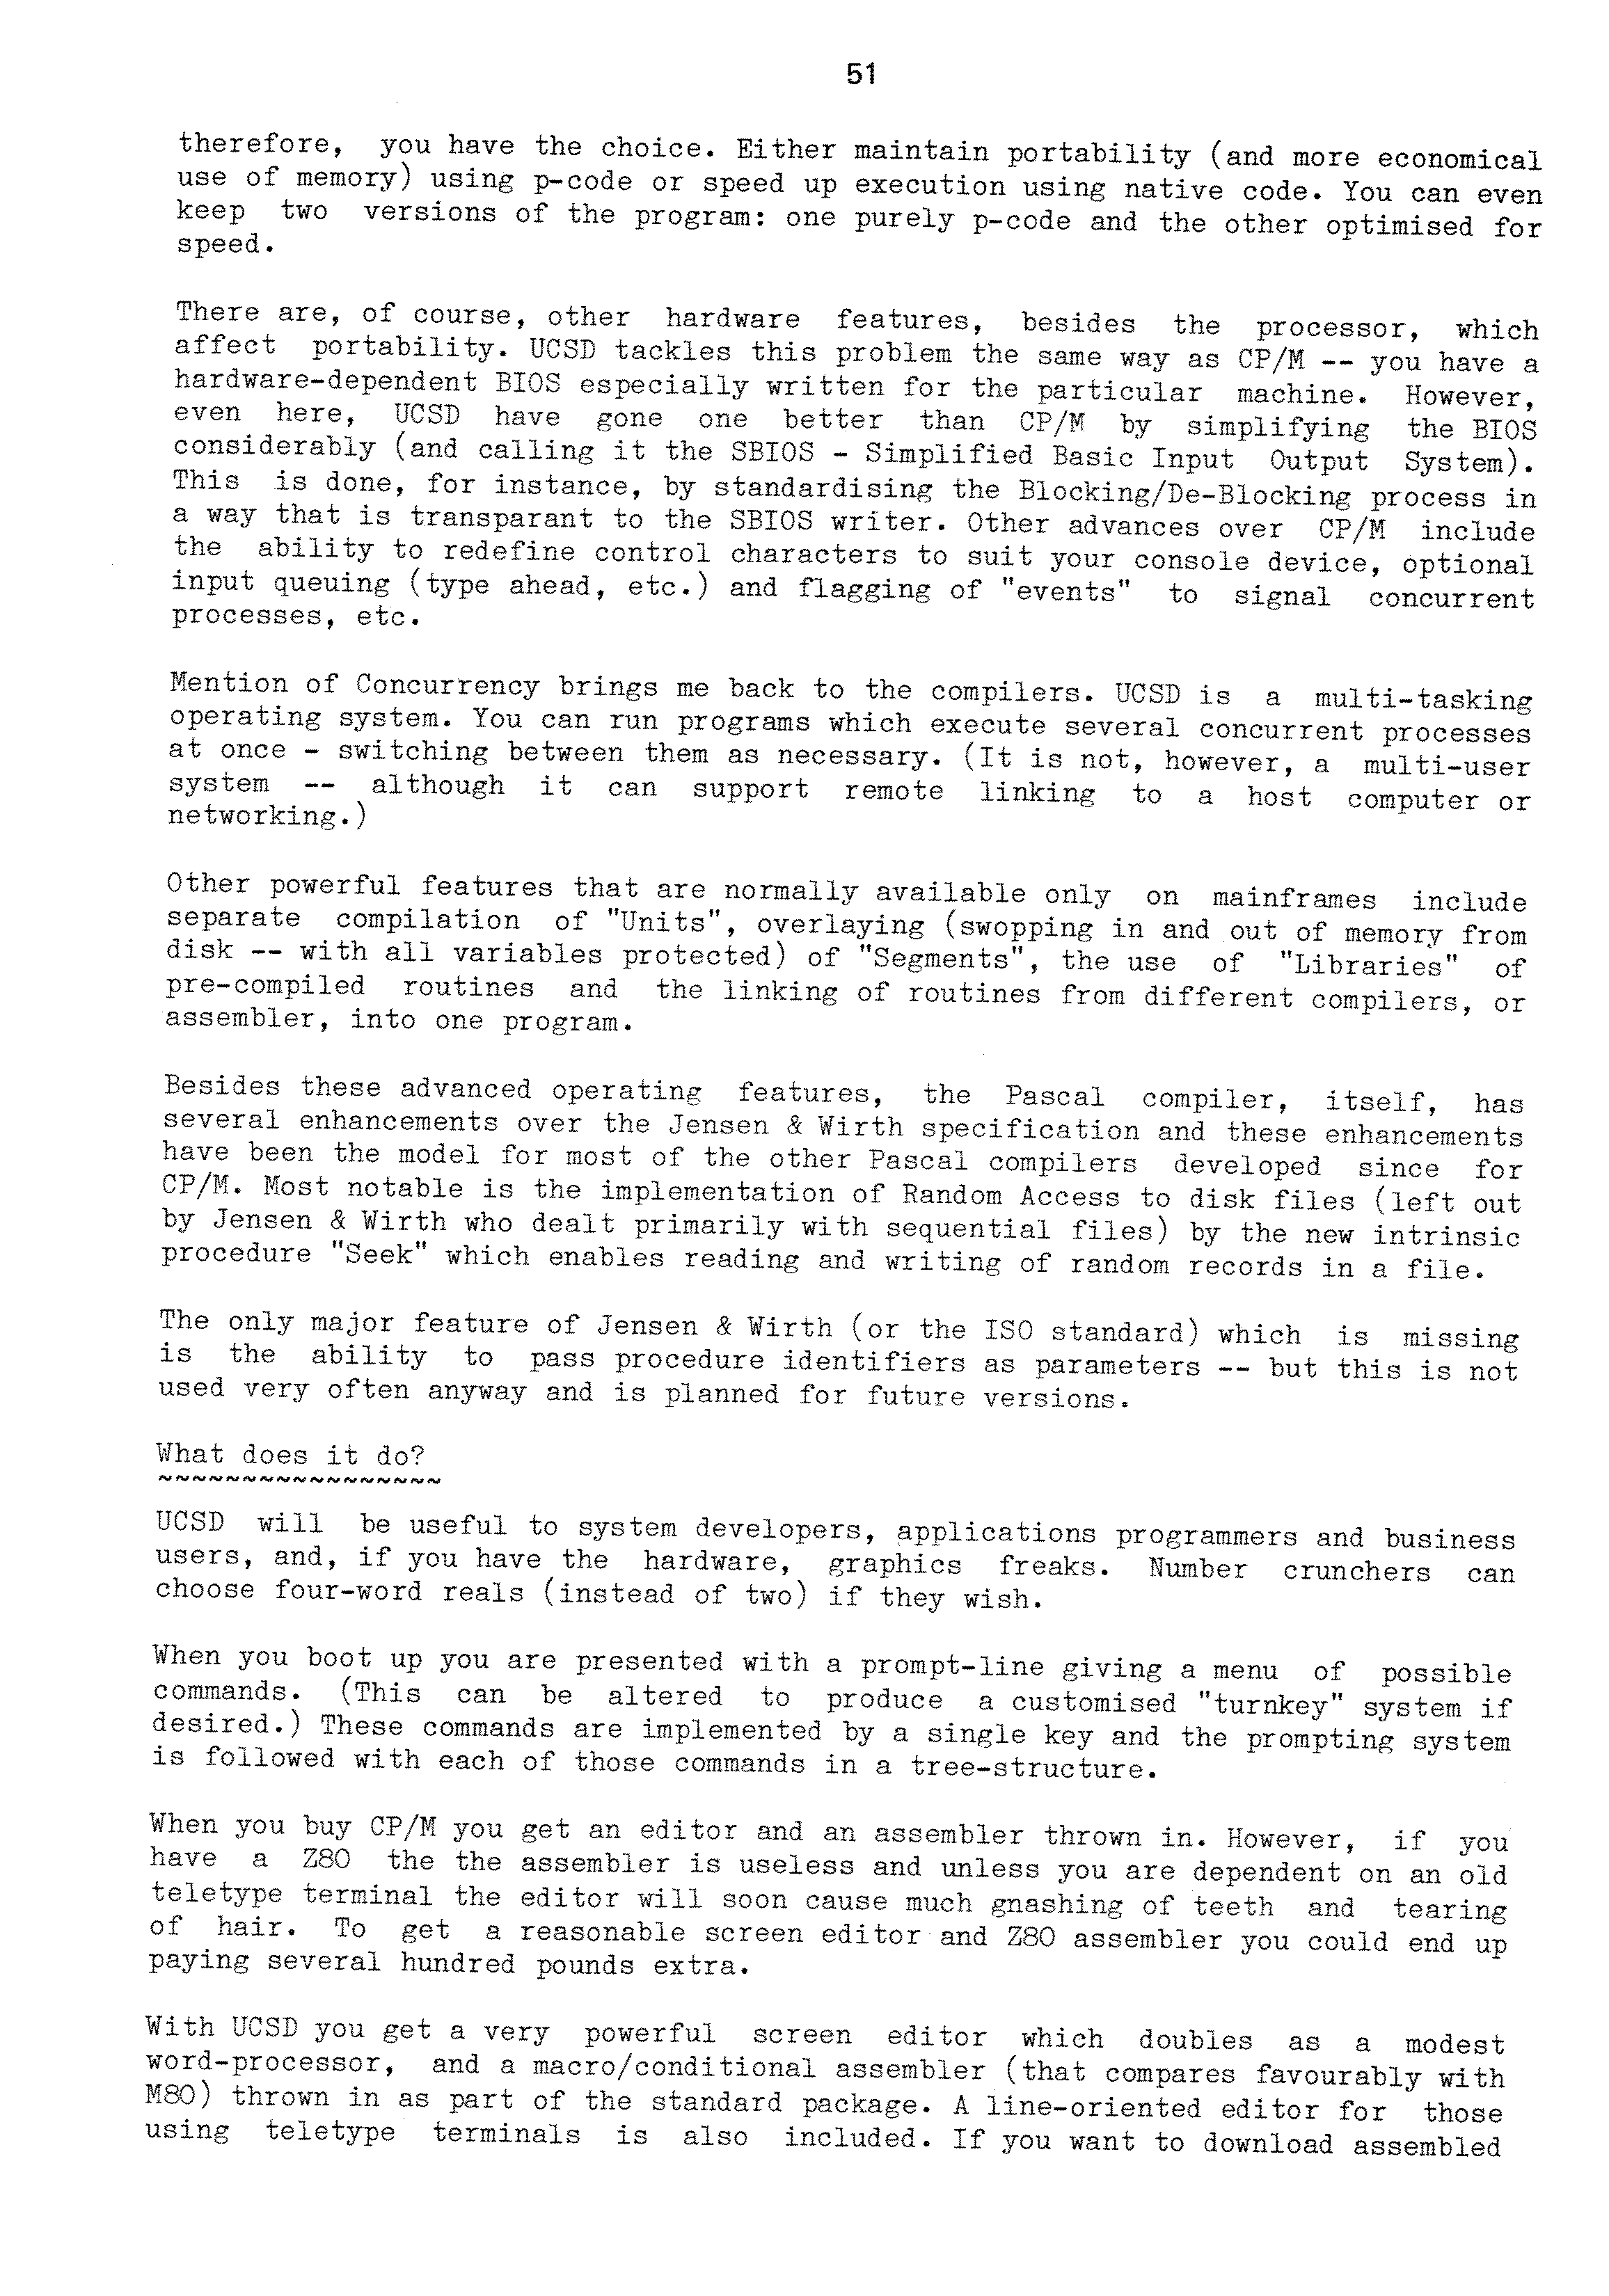 51
therefore, you have the choice. Either maintain portability (and more economical
use of memory) using p-code or speed up execution using native code. You can even
keep two versions of the program: one purely p-code and the other optimised for
speed.
There are, of course, other hardware features, besides the processor, which
affect portability. UCSD tackles this problem the same way as CP/M -- you have a
hardware-dependent BIOS especially written for the particular machine. However,
even here, UCSD have gone one better than CP/M by simplifying the BIOS
considerably (and calling it the SBIOS - Simplified Basic Input Output System).
This is done, for instance, by standardising the Blocking/De-Blocking process in
a way that is transparant to the SBIOS writer. Other advances over CP/M include
the ability to redefine control characters to suit your console device, optional
input queuing (type ahead, etc.) and flagging of "events" to signal concurrent
processes, etc.
Mention of Concurrency brings me back to the compilers. UCSD is a multi-tasking
operating system. You can run programs which execute several concurrent processes
at once - switching between them as necessary. (It is not, however, a multi-user
system -- although it can support remote linking to a host computer or
networking.)
Other powerful features that are normally available only on mainframes include
separate compilation of "Units", overlaying (swopping in and out of memory from
disk -- with all variables protected) of "Segments", the use of "Libraries" of
pre-compiled routines and the linking of routines from different compilers, or
assembler, into one program.
Besides these advanced operating features, the Pascal compiler, itself, has
several enhancements over the Jensen & Wirth specification and these enhancements
have been the model for most of the other Pascal compilers developed since for
CP/M. Most notable is the implementation of Random Access to disk files (left out
by Jensen & Wirth who dealt primarily with sequential files) by the new intrinsic
procedure "Seek" which enables reading and writing of random records in a file.
The only major feature of Jensen & Wirth (or the ISO standard) which is missing
is the ability to pass procedure identifiers as parameters -- but this is not
used very often anyway and is planned for future versions.
What does it do?
~~~~~~~~~~~~~~~~~
UCSD will be useful to system developers, applications programmers and business
users, and, if you have the hardware, graphics freaks. Number crunchers can
choose four-word reals (instead of two) if they wish.
When you boot up you are presented with a prompt-line giving a menu of possible
commands. (This can be altered to produce a customised "turnkey" system if
desired.) These commands are implemented by a single key and the prompting system
is followed with each of those commands in a tree-structure.
When you buy CP/M you get an editor and an assembler thrown in. However, if you
have a Z80 the the assembler is useless and unless you are dependent on an old
teletype terminal the editor will soon cause much gnashing of teeth and tearing
of hair. To get a reasonable screen editor and Z80 assembler you could end up
paying several hundred pounds extra.
With UCSD you get a very powerful screen editor which doubles as a modest
word-processor, and a macro/conditional assembler (that compares favourably with
M80) thrown in as part of the standard package. A line-oriented editor for those
using teletype terminals is also included. If you want to download assembled